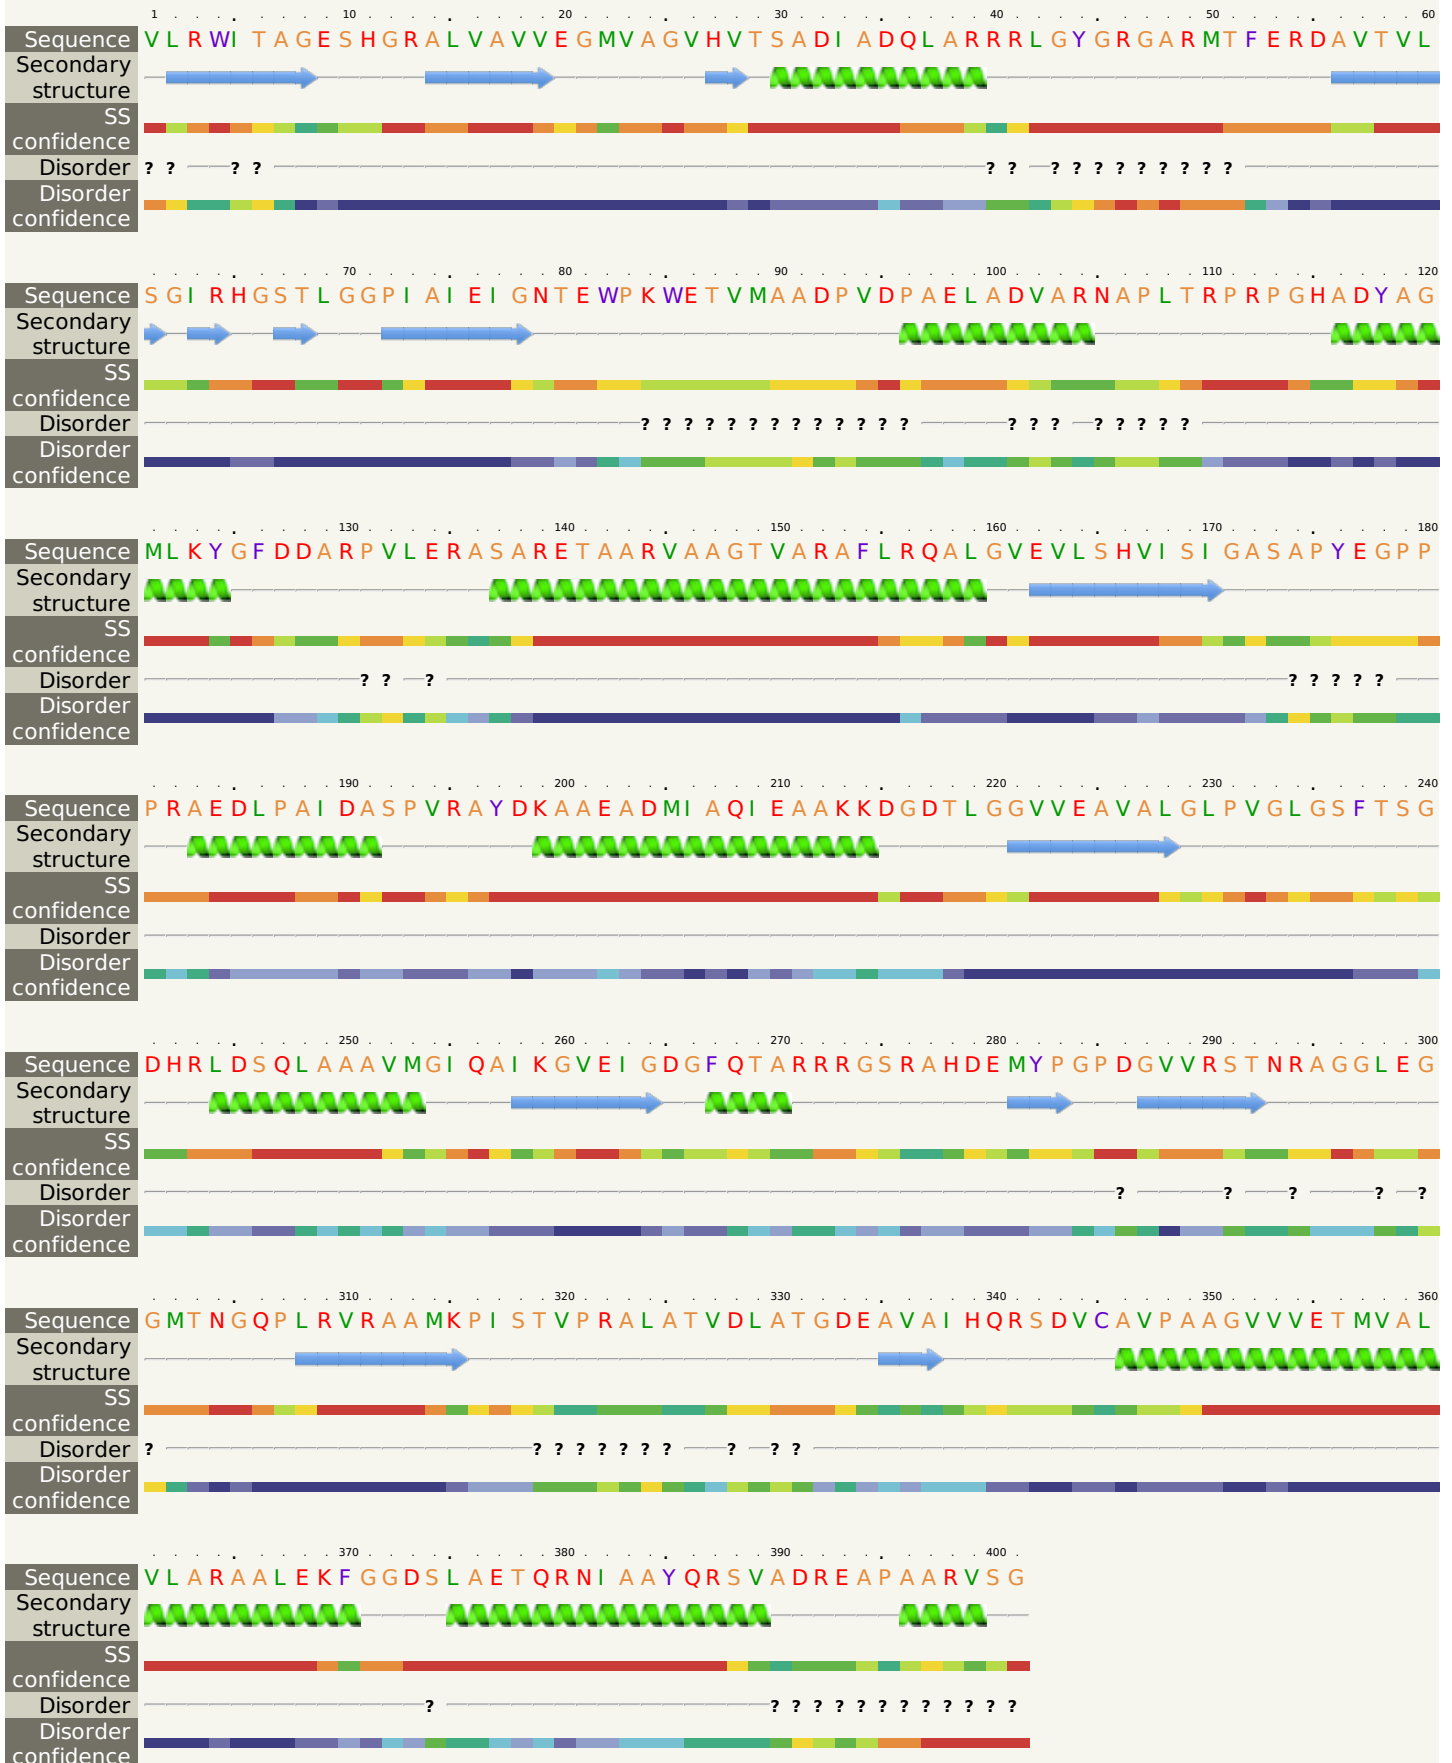 1 10 20 30 40 50 60
Sequence VLRWITAGESHGRALVAVVEGMVAGVHVTSADIADQLARRRLGYGRGARMTFERDAVTVL
Secondary
structure
SS
confidence
Disorder ? ? ? ? ? ? ? ? ? ? ? ? ? ? ?
Disorder
confidence
70 80 90 100 110 120
Sequence SGIRHGSTLGGPIAIEIGNTEWPKWETVMAADPVDPAELADVARNAPLTRPRPGHADYAG
Secondary
structure
SS
confidence
Disorder ? ? ? ? ? ? ? ? ? ? ? ? ? ? ? ? ? ? ? ? ?
Disorder
confidence
130 140 150 160 170 180
Sequence MLKYGFDDARPVLERASARETAARVAAGTVARAFLRQALGVEVLSHVISIGASAPYEGPP
Secondary
structure
SS
confidence
Disorder ? ? ? ? ? ? ? ?
Disorder
confidence
190 200 210 220 230 240
Sequence PRAEDLPAIDASPVRAYDKAAEADMIAQIEAAKKDGDTLGGVVEAVALGLPVGLGSFTSG
Secondary
structure
SS
confidence
Disorder
Disorder
confidence
250 260 270 280 290 300
Sequence DHRLDSQLAAAVMGIQAIKGVEIGDGFQTARRRGSRAHDEMYPGPDGVVRSTNRAGGLEG
Secondary
structure
SS
confidence
Disorder ? ? ? ? ?
Disorder
confidence
310 320 330 340 350 360
Sequence GMTNGQPLRVRAAMKPISTVPRALATVDLATGDEAVAIHQRSDVCAVPAAGVVVETMVAL
Secondary
structure
SS
confidence
Disorder ? ? ? ? ? ? ? ? ? ? ?
Disorder
confidence
370 380 390 400
Sequence VLARAALEKFGGDSLAETQRNIAAYQRSVADREAPAARVSG
Secondary
structure
SS
confidence
Disorder ? ? ? ? ? ? ? ? ? ? ? ? ?
Disorder
confidence